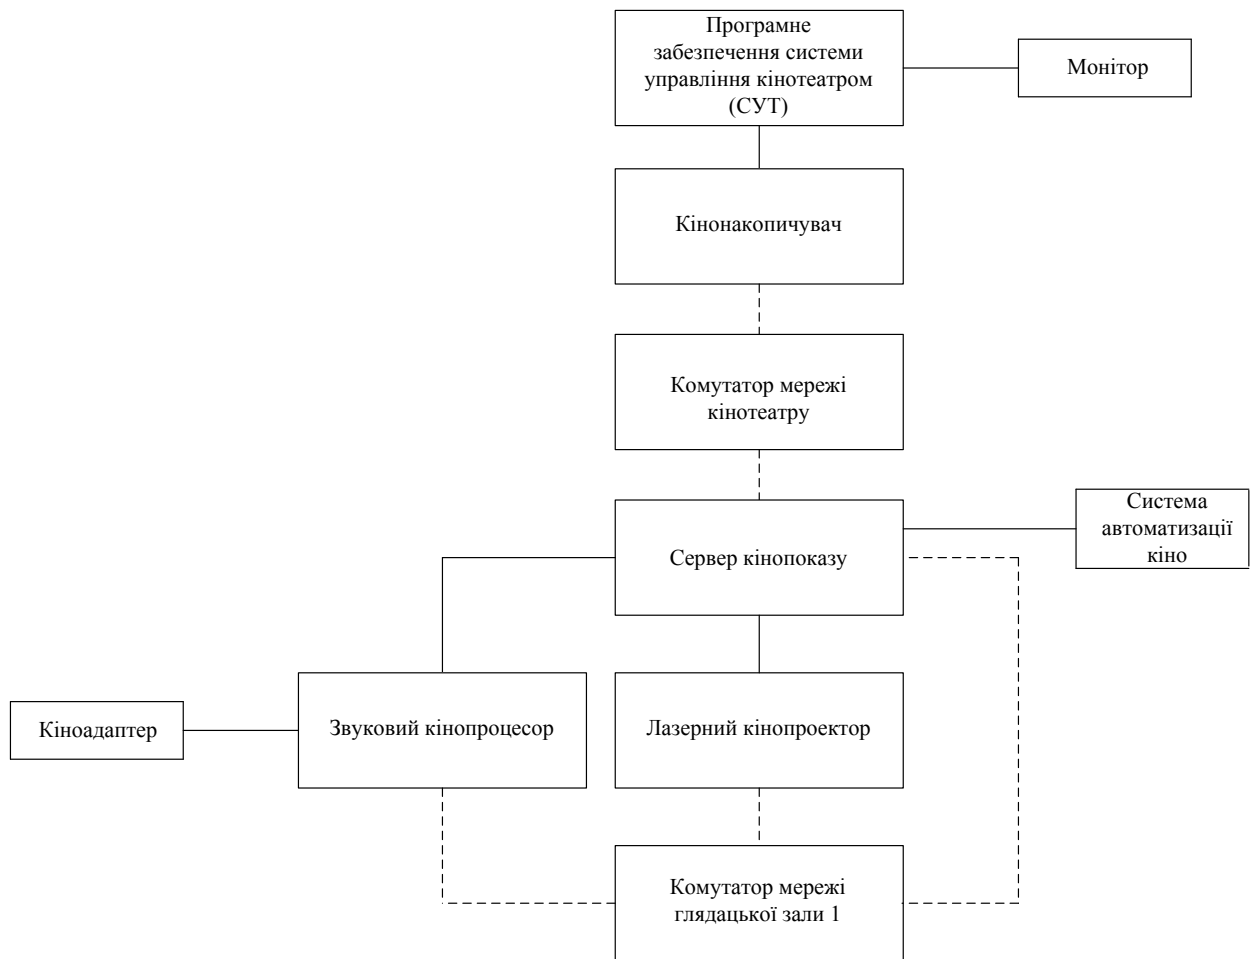 Програмне
забезпечення системи
управління кінотеатром
(СУТ)
Монітор
Кінонакопичувач
Комутатор мережі
кінотеатру
Система
автоматизації
кіно
Сервер кінопоказу
Кіноадаптер
Звуковий кінопроцесор
Лазерний кінопроектор
Комутатор мережі
глядацької зали 1